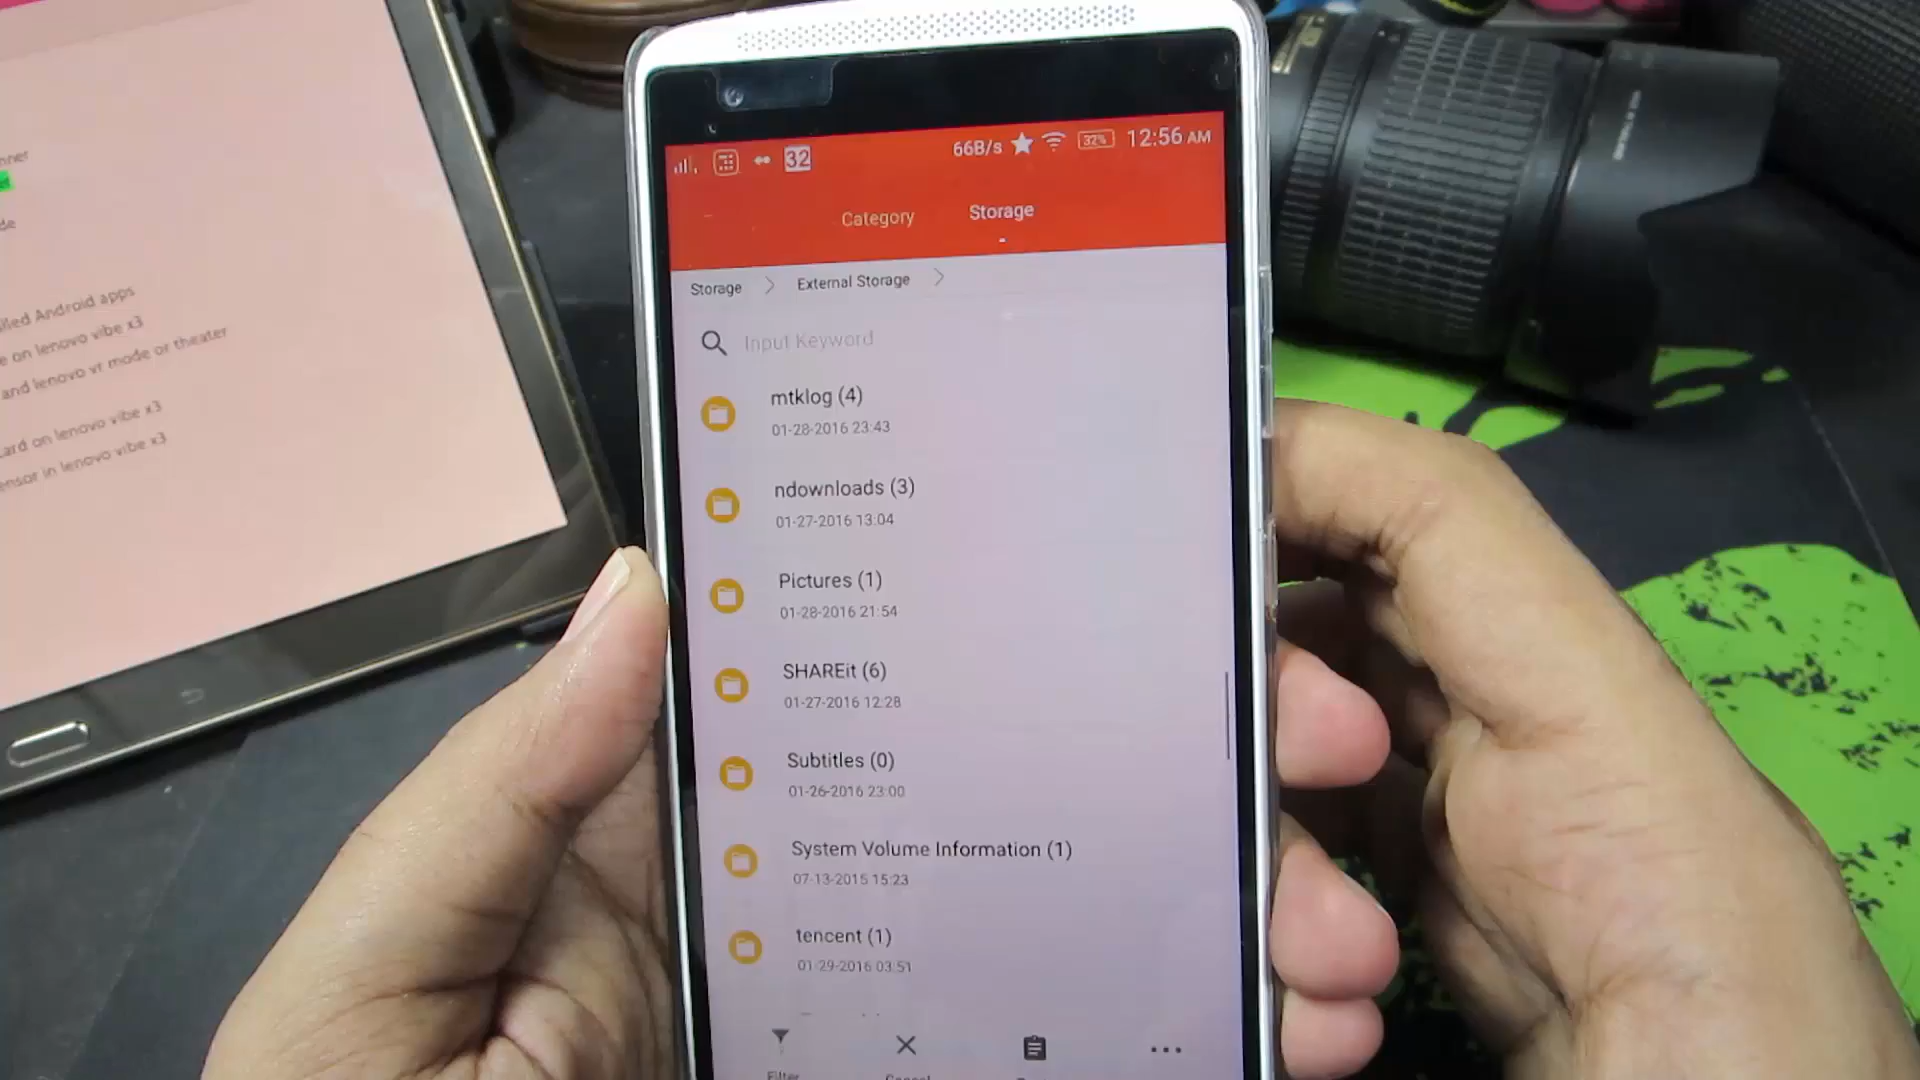 de
lled Android apps
e on lenovo vibe x3
and lenovo vr mode or theater
ard on lenovo vibe x3
ensor in lenovo vibe x3
32 66B/s 32% 12:56 AM
Category Storage
Storage External Storage
Input Keyword
mtklog (4)
01-28-2016 23:43
ndownloads (3)
01-27-2016 13:04
Pictures (1)
01-28-2016 21:54
SHAREit (6)
01-27-2016 12:28
Subtitles (0)
01-26-2016 23:00
System Volume Information (1)
07-13-2015 15:23
tencent (1)
01-29-2016 03:51
Filter Cancel